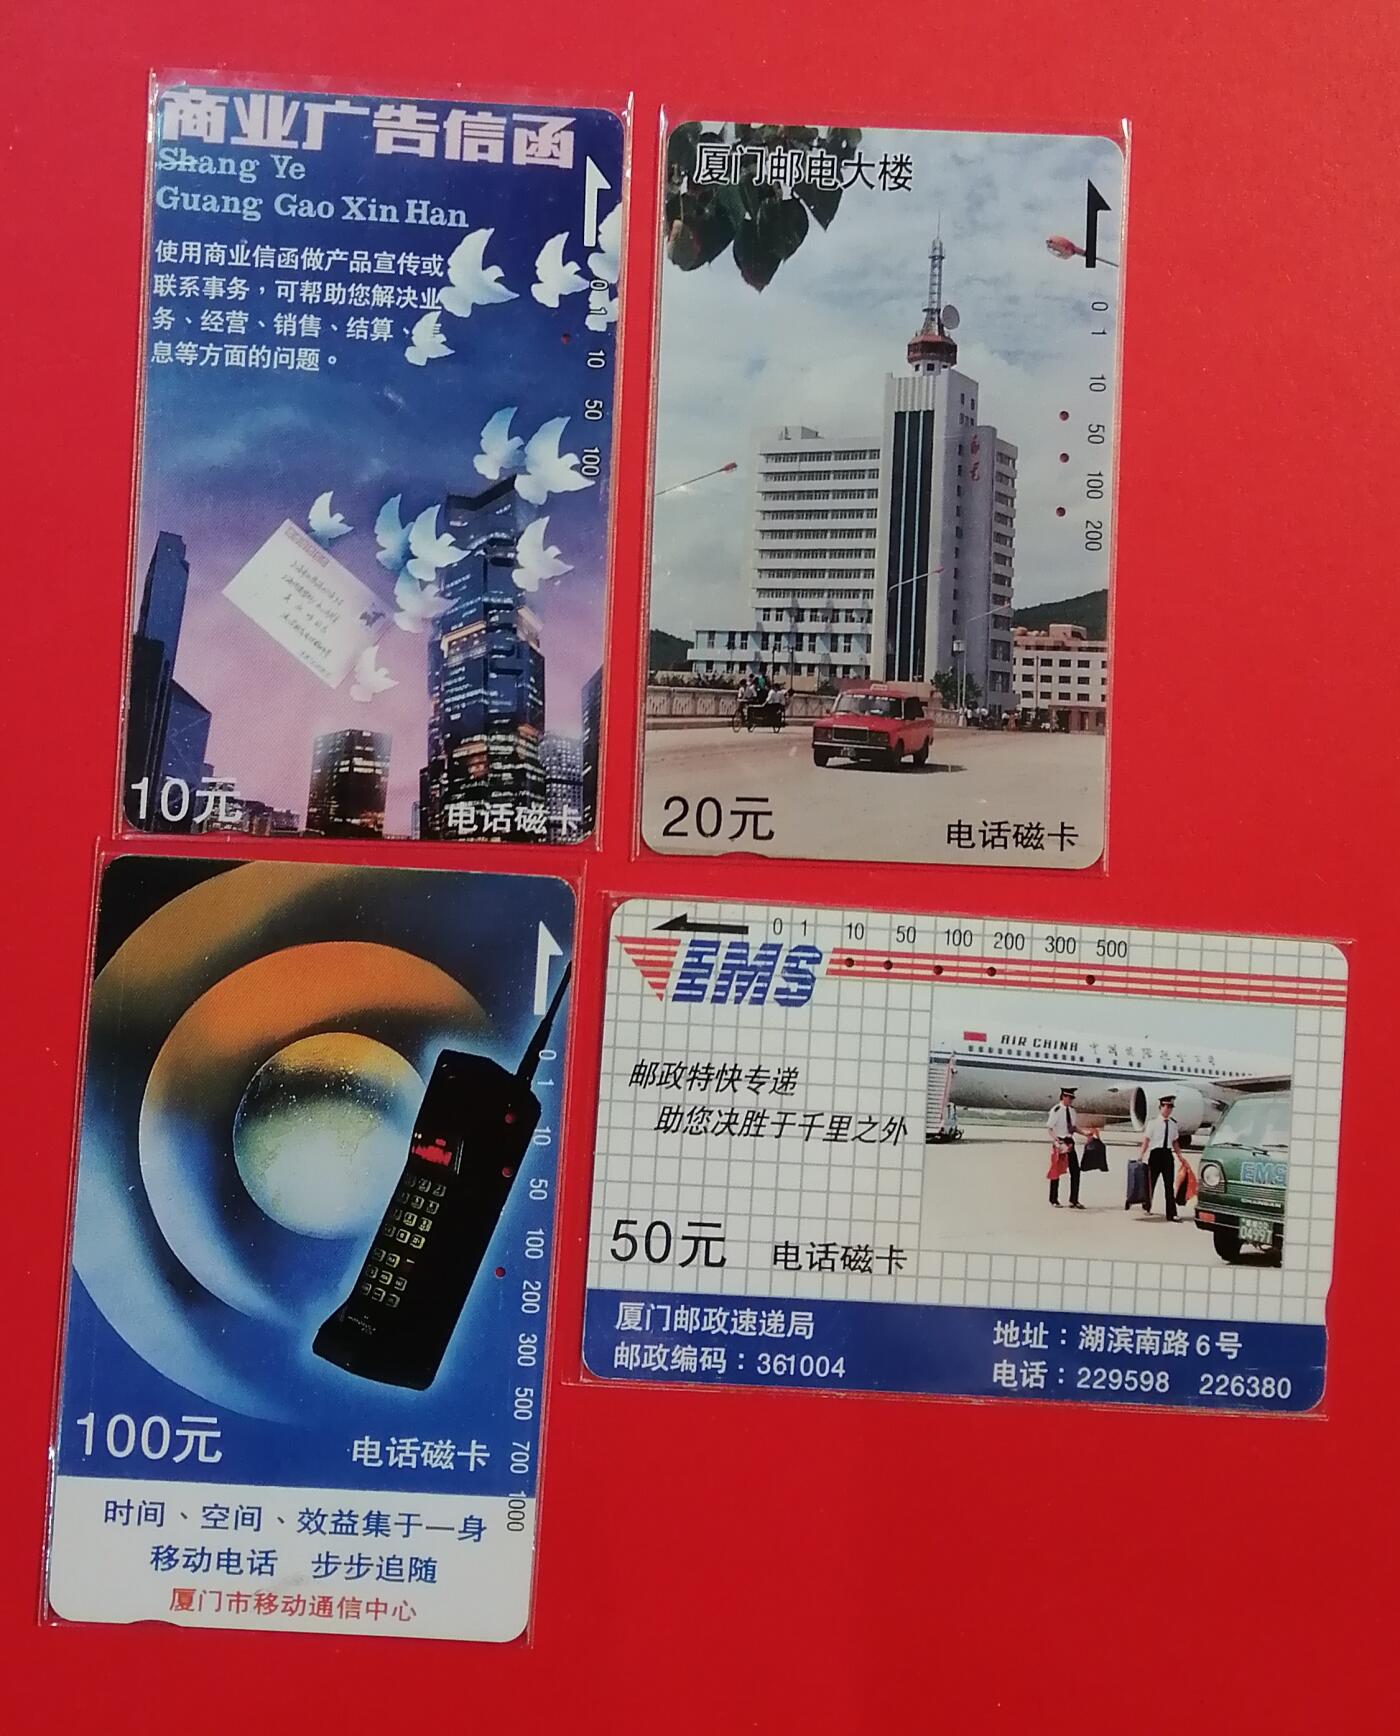 商业广告信函
Shang Ye
Guang Gao Xin Han
使用商业信函做产品宣传或
联系事务，可帮助您解决业
务、经营、销售、结算、信
息等方面的问题。
0 1 10 50 100
10元
电话磁卡
厦门邮电大楼
0 1 10 50 100 200
20元
电话磁卡
0 1 10 50 100 200 300 500 700 1000
100元
电话磁卡
时间、空间、效益集于一身
移动电话 步步追随
厦门市移动通信中心
0 1 10 50 100 200 300 500
EMS
AIR CHINA
邮政特快专递
助您决胜于千里之外
EMS
50元
电话磁卡
厦门邮政速递局
邮政编码：361004
地址：湖滨南路6号
电话：229598 226380